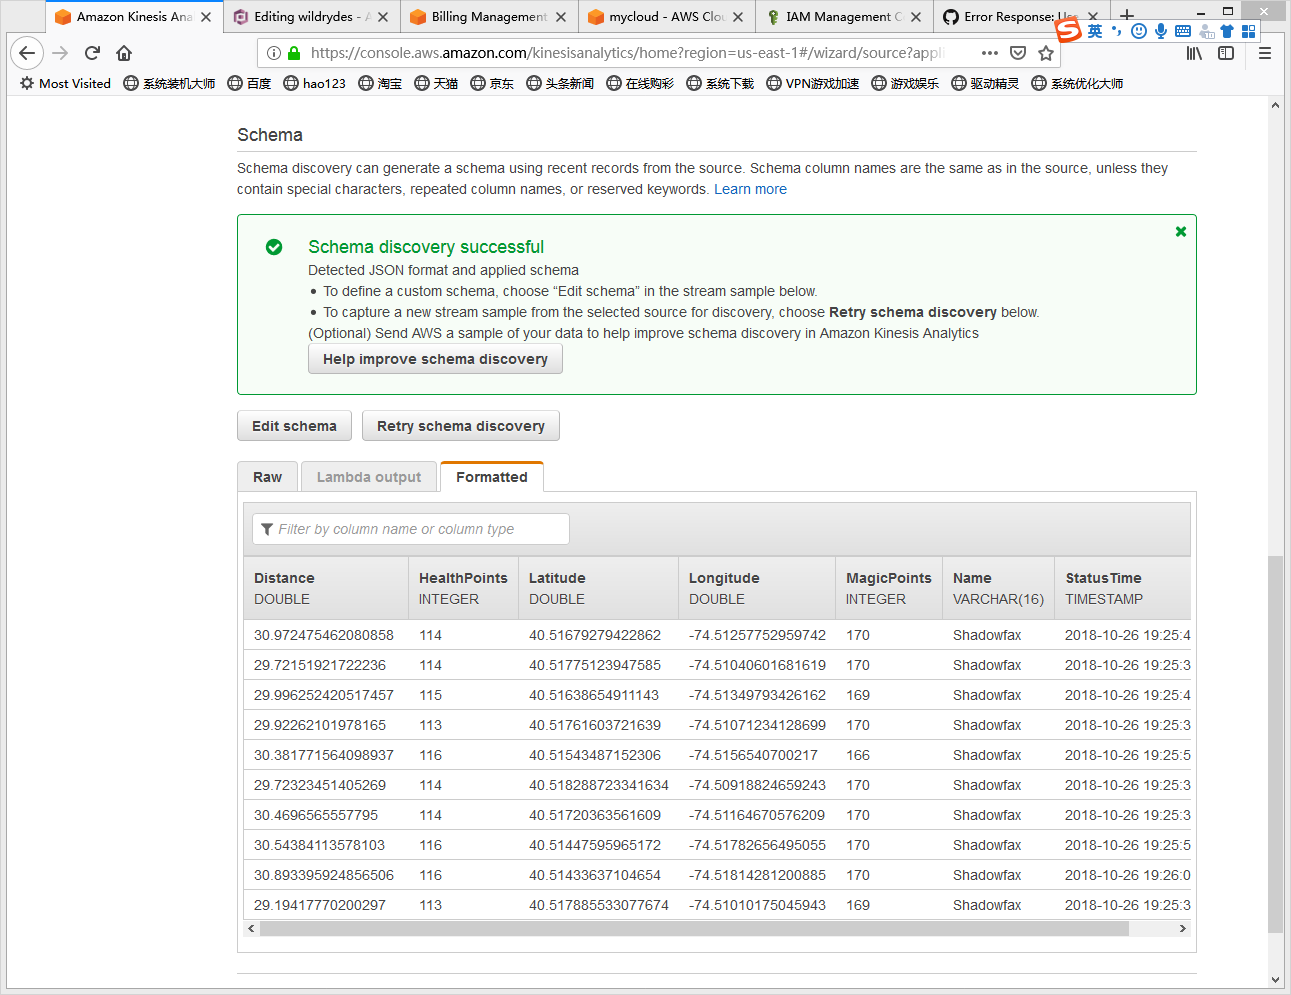 Amazon Kinesis Ana
Editing wildrydes - A
Billing Management
mycloud - AWS Clou
IAM Management C
Error Response: Use
英
https://console.aws.amazon.com/kinesisanalytics/home?region=us-east-1#/wizard/source?appli
Most Visited 系统装机大师 百度 hao123 淘宝 天猫 京东 头条新闻 在线购彩 系统下载 VPN游戏加速 游戏娱乐 驱动精灵 系统优化大师
Schema
Schema discovery can generate a schema using recent records from the source. Schema column names are the same as in the source, unless they
contain special characters, repeated column names, or reserved keywords. Learn more
Schema discovery successful
Detected JSON format and applied schema
• To define a custom schema, choose “Edit schema” in the stream sample below.
• To capture a new stream sample from the selected source for discovery, choose Retry schema discovery below.
(Optional) Send AWS a sample of your data to help improve schema discovery in Amazon Kinesis Analytics
Help improve schema discovery
Edit schema Retry schema discovery
Raw Lambda output Formatted
Filter by column name or column type
Distance HealthPoints Latitude Longitude MagicPoints Name StatusTime
DOUBLE INTEGER DOUBLE DOUBLE INTEGER VARCHAR(16) TIMESTAMP
30.972475462080858 114 40.51679279422862 -74.51257752959742 170 Shadowfax 2018-10-26 19:25:4
29.72151921722236 114 40.51775123947585 -74.51040601681619 170 Shadowfax 2018-10-26 19:25:3
29.996252420517457 115 40.51638654911143 -74.51349793426162 169 Shadowfax 2018-10-26 19:25:4
29.92262101978165 113 40.51761603721639 -74.51071234128699 170 Shadowfax 2018-10-26 19:25:3
30.381771564098937 116 40.51543487152306 -74.5156540700217 166 Shadowfax 2018-10-26 19:25:5
29.72323451405269 114 40.518288723341634 -74.50918824659243 170 Shadowfax 2018-10-26 19:25:3
30.4696565557795 114 40.51720363561609 -74.51164670576209 170 Shadowfax 2018-10-26 19:25:3
30.54384113578103 116 40.51447595965172 -74.51782656495055 170 Shadowfax 2018-10-26 19:25:5
30.893395924856506 116 40.51433637104654 -74.51814281200885 170 Shadowfax 2018-10-26 19:26:0
29.19417770200297 113 40.517885533077674 -74.51010175045943 169 Shadowfax 2018-10-26 19:25:3